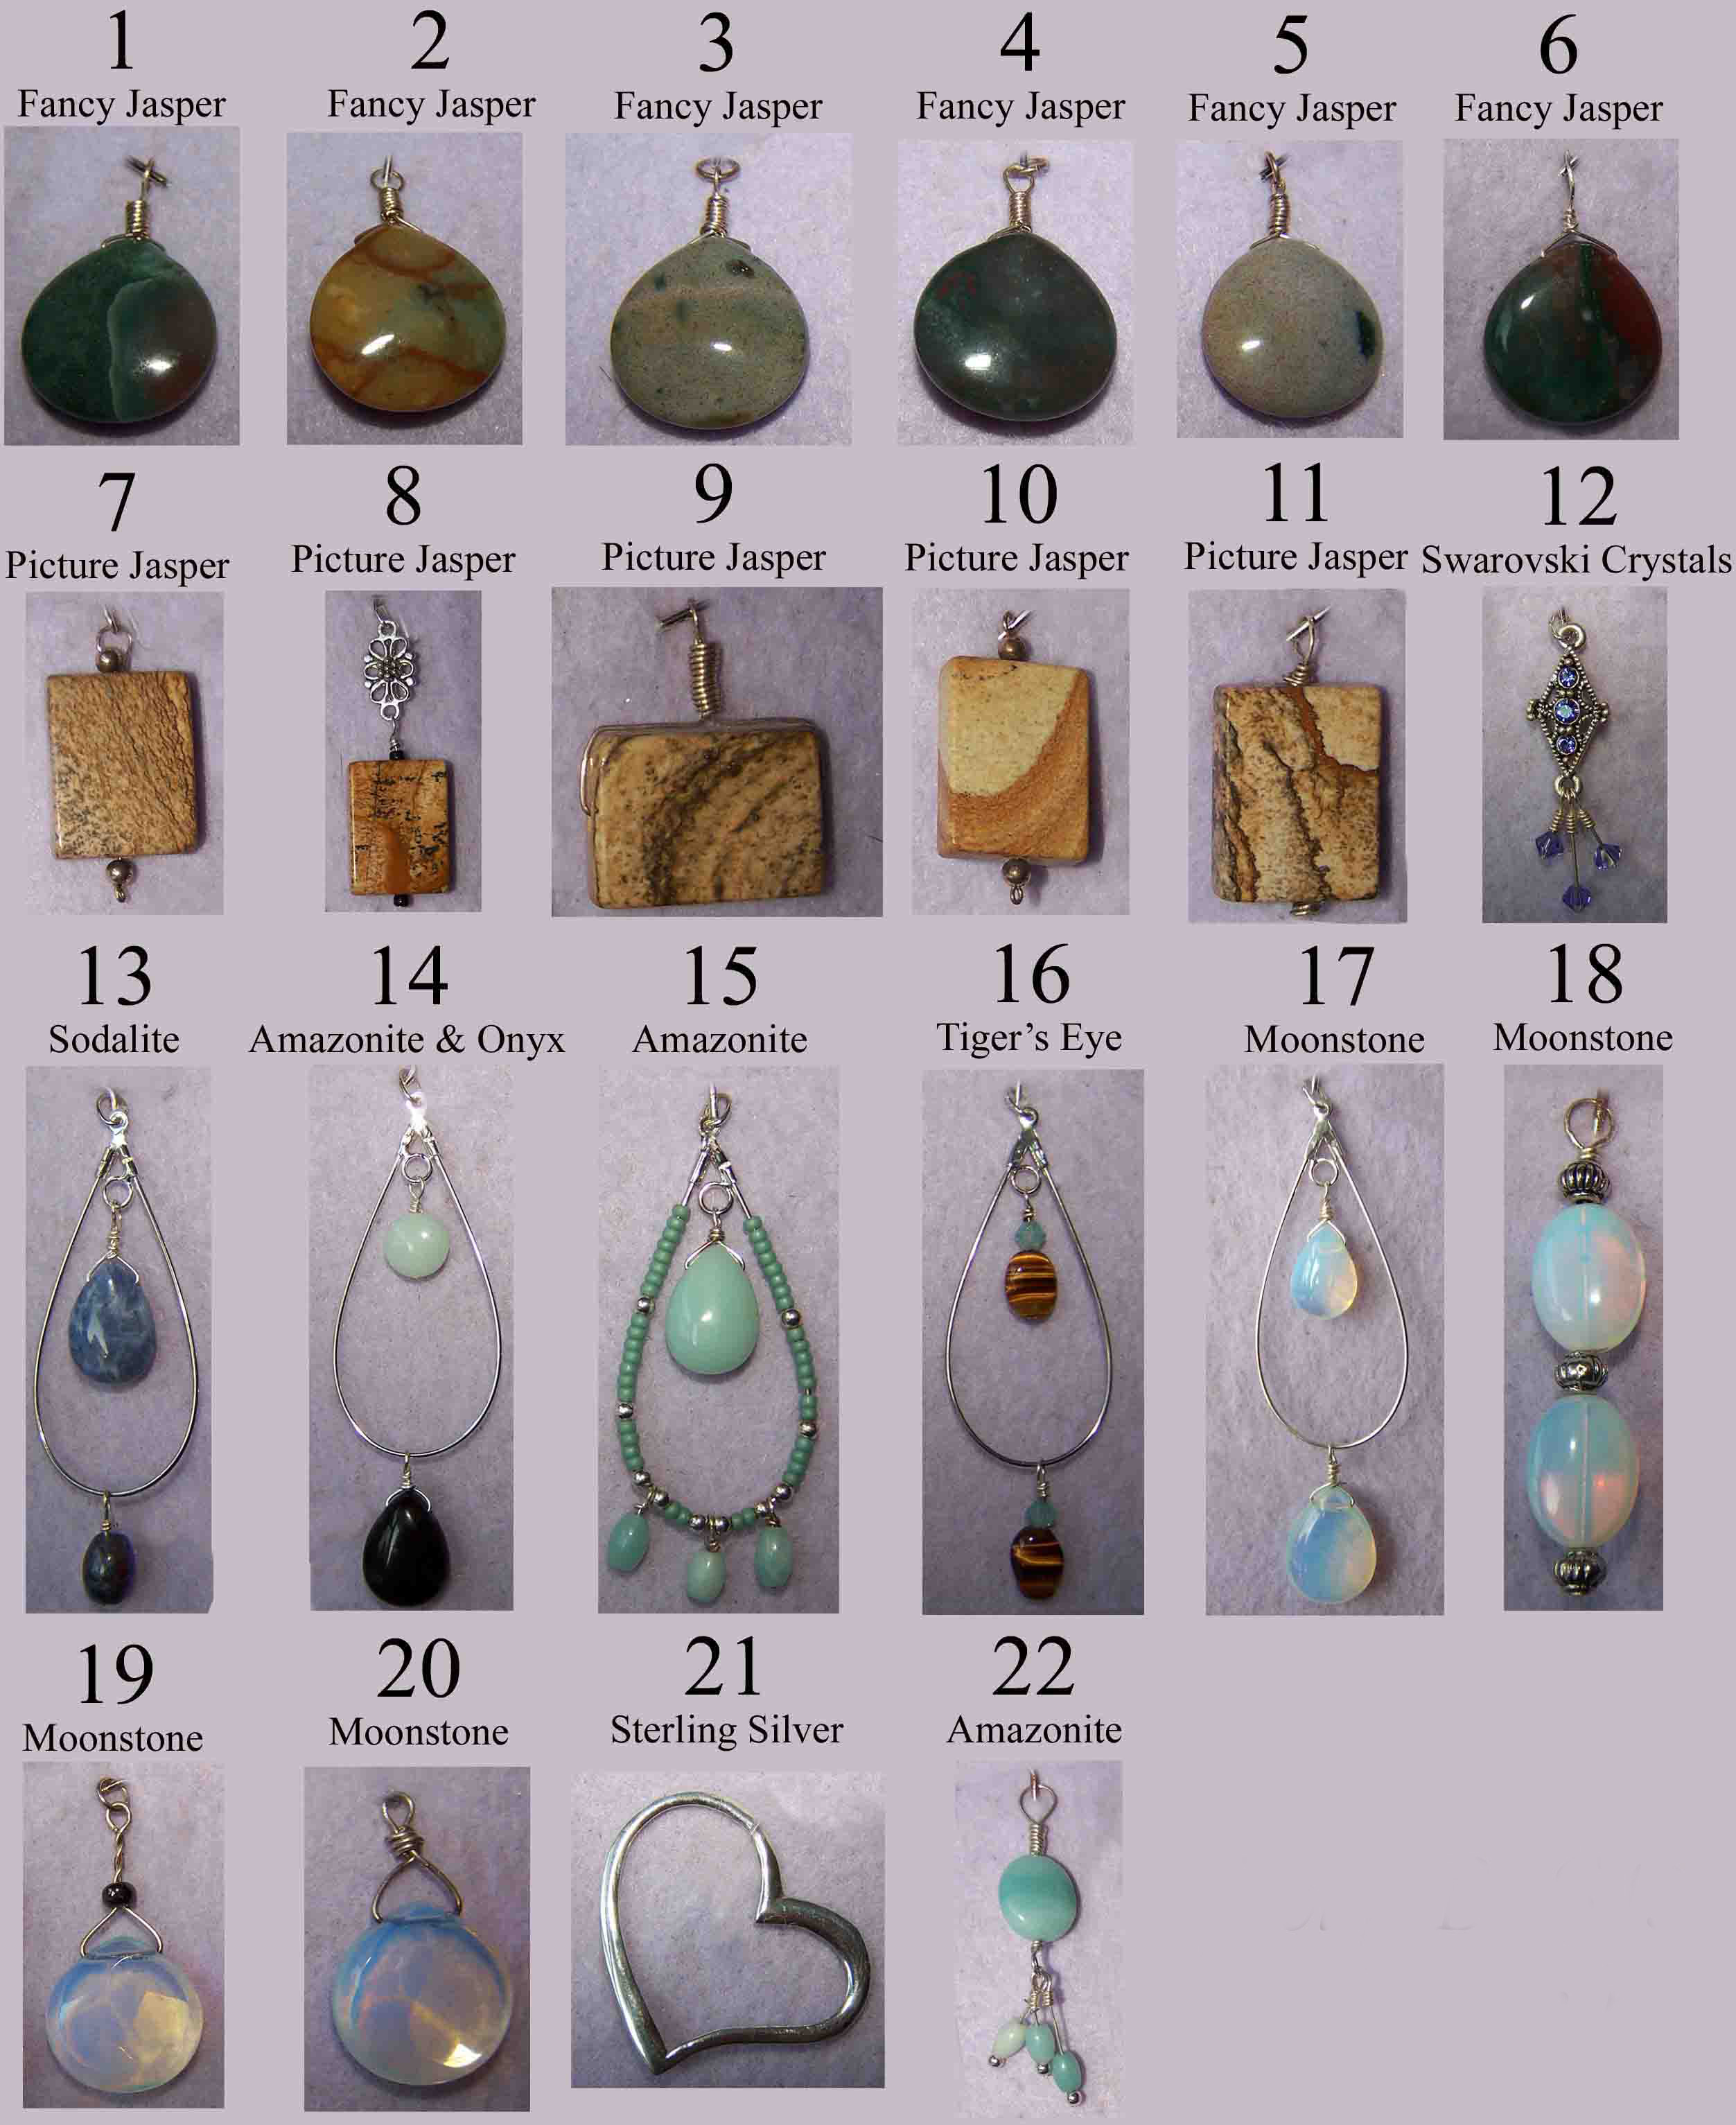 1 2 3 4 5 6
Fancy Jasper Fancy Jasper Fancy Jasper Fancy Jasper Fancy Jasper Fancy Jasper
7 8 9 10 11 12
Picture Jasper Picture Jasper Picture Jasper Picture Jasper Picture Jasper Swarovski Crystals
13 14 15 16 17 18
Sodalite Amazonite & Onyx Amazonite Tiger’s Eye Moonstone Moonstone
19 20 21 22
Moonstone Moonstone Sterling Silver Amazonite